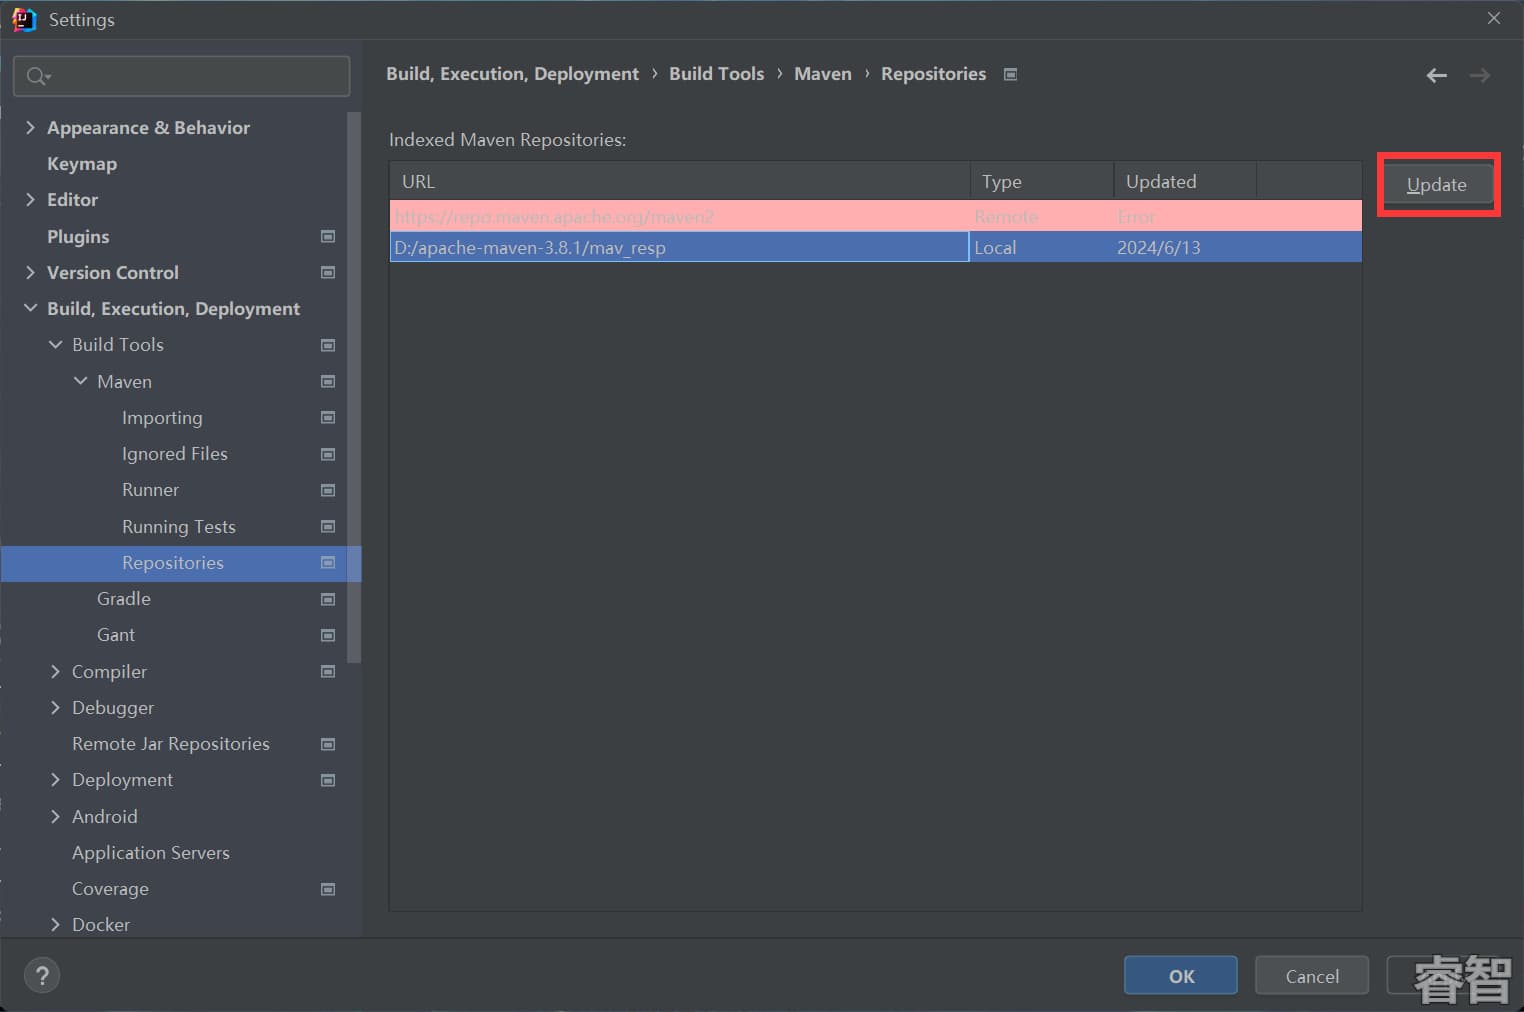 Settings
Build, Execution, Deployment › Build Tools › Maven › Repositories
Appearance & Behavior
Keymap
Editor
Plugins
Version Control
Build, Execution, Deployment
Build Tools
Maven
Importing
Ignored Files
Runner
Running Tests
Repositories
Gradle
Gant
Compiler
Debugger
Remote Jar Repositories
Deployment
Android
Application Servers
Coverage
Docker
Indexed Maven Repositories:
URL Type Updated
https://repo.maven.apache.org/maven2 Remote Error
D:/apache-maven-3.8.1/mav_resp Local 2024/6/13
Update
?
OK
Cancel
睿智